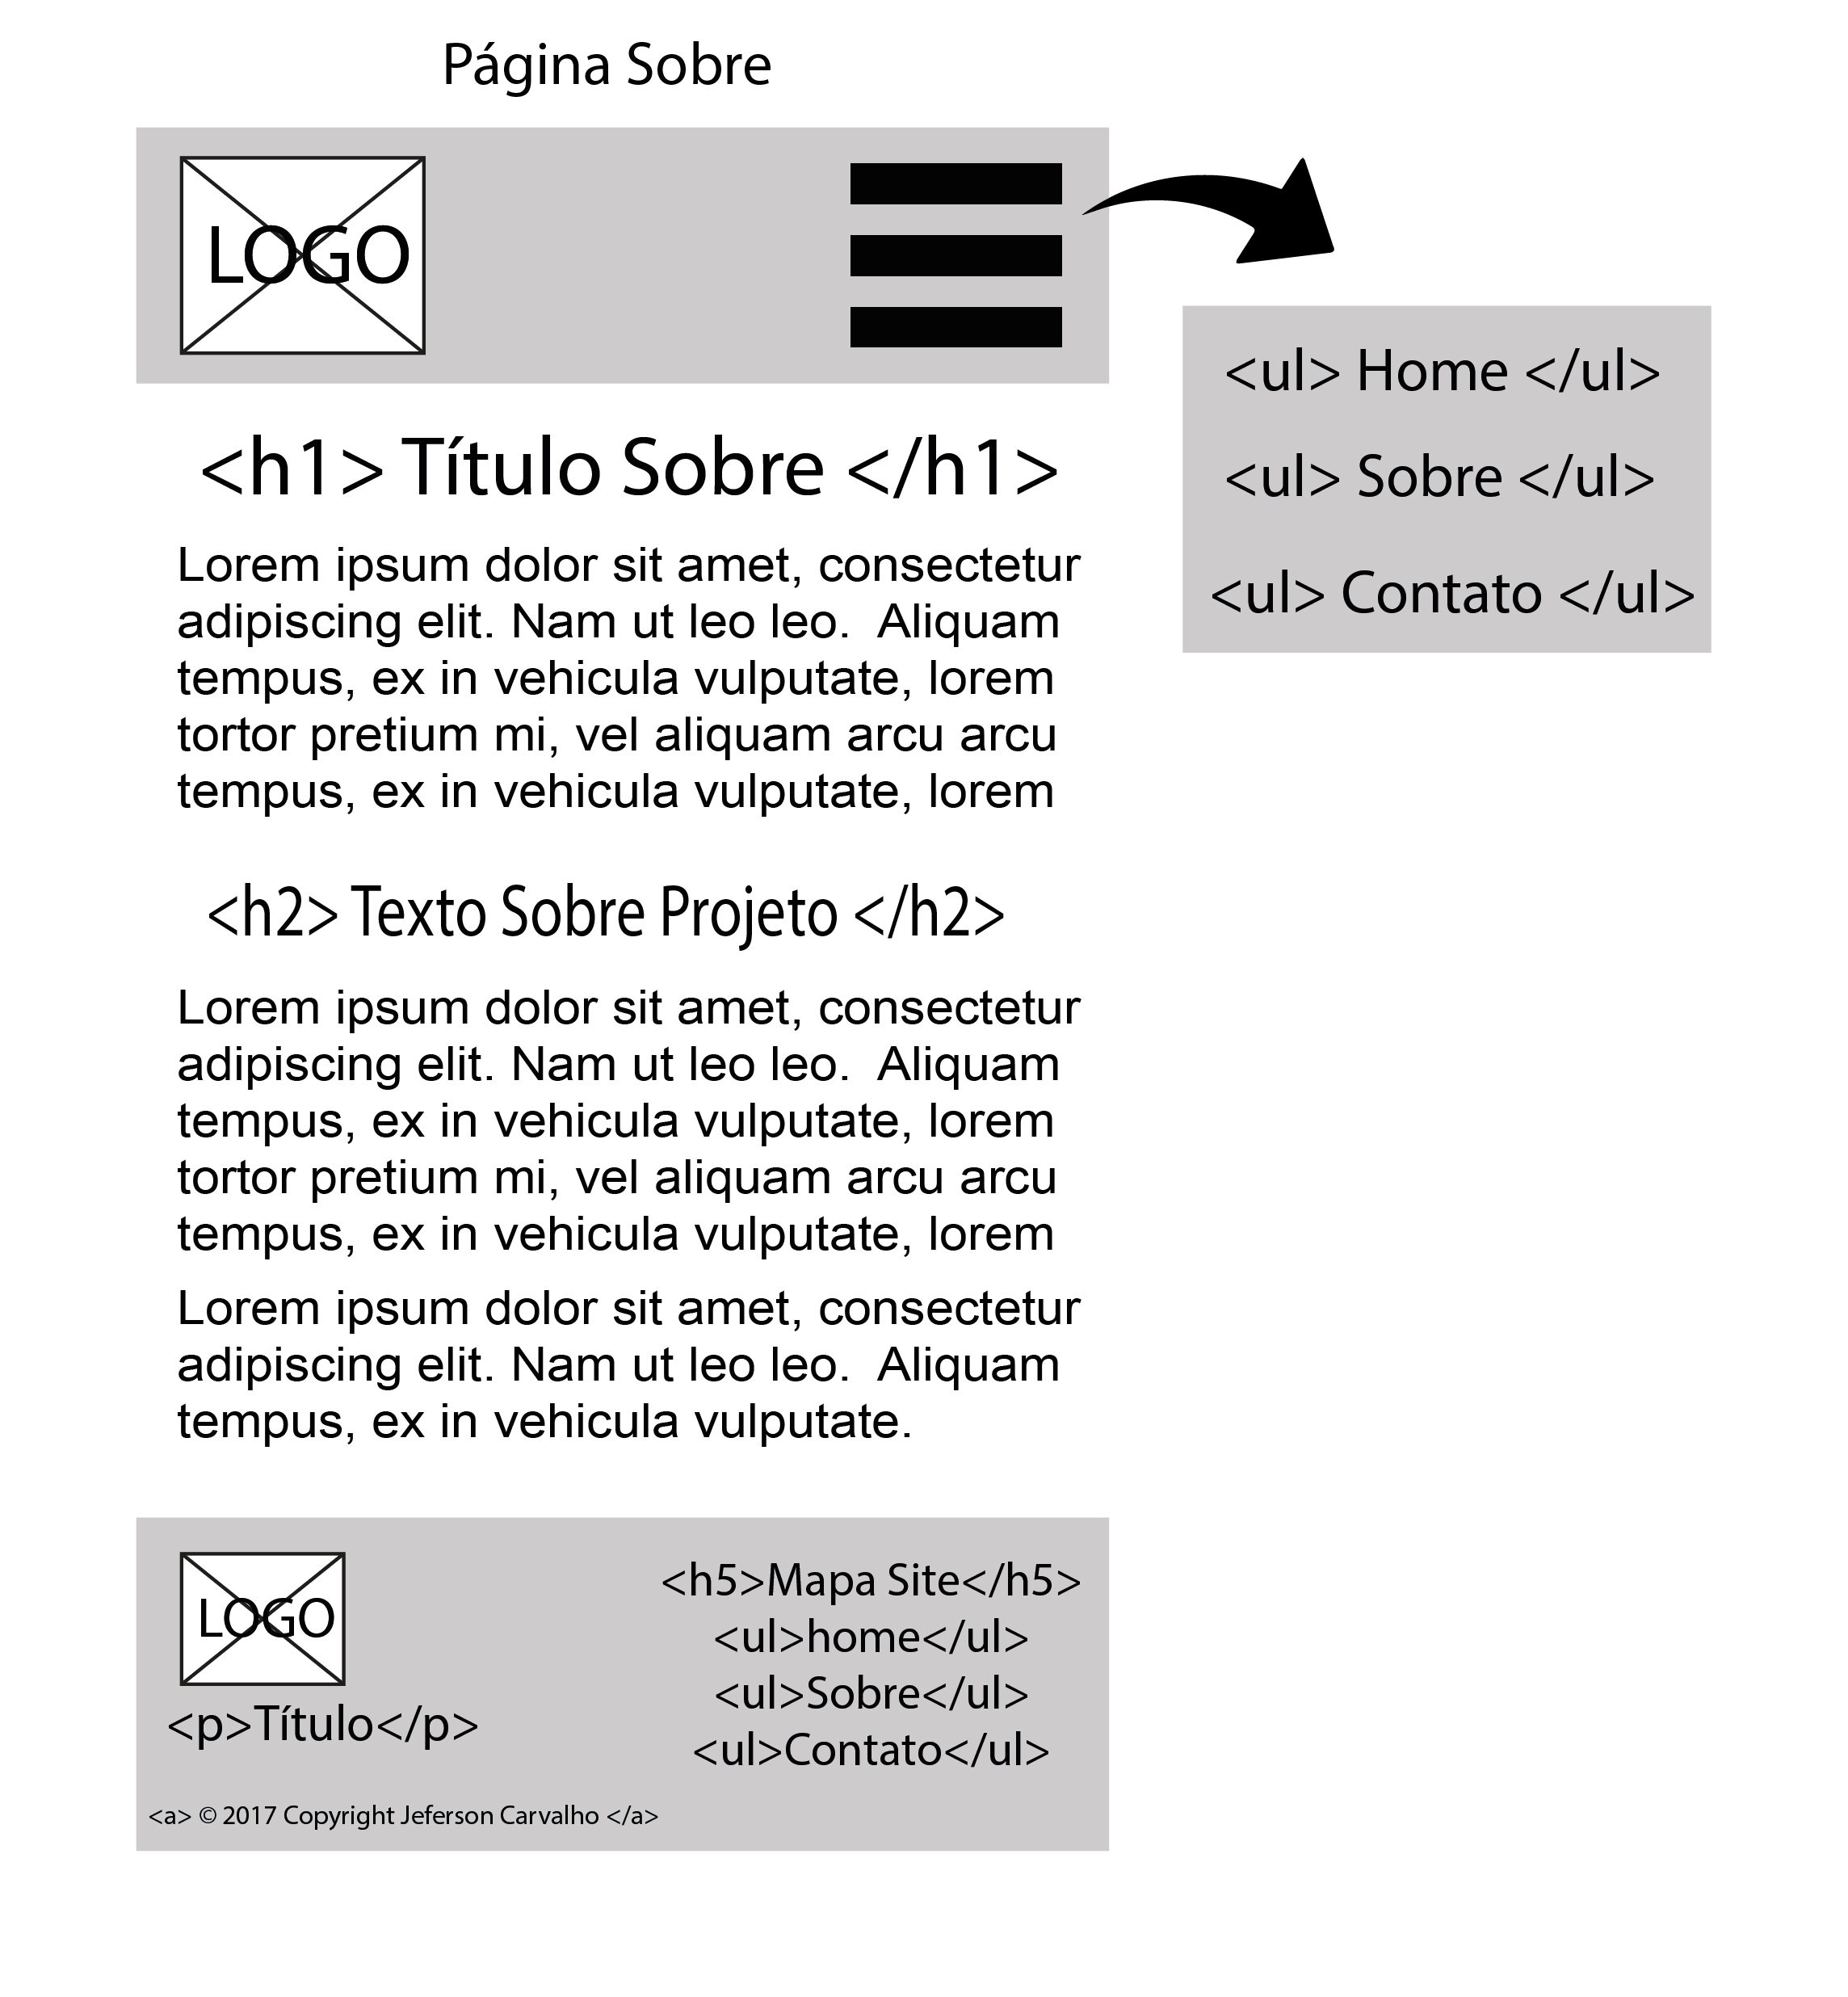 Página Sobre
LOGO
<ul> Home </ul>
<ul> Sobre </ul>
<ul> Contato </ul>
<h1> Título Sobre </h1>
Lorem ipsum dolor sit amet, consectetur
adipiscing elit. Nam ut leo leo.  Aliquam
tempus, ex in vehicula vulputate, lorem
tortor pretium mi, vel aliquam arcu arcu
tempus, ex in vehicula vulputate, lorem
<h2> Texto Sobre Projeto </h2>
Lorem ipsum dolor sit amet, consectetur
adipiscing elit. Nam ut leo leo.  Aliquam
tempus, ex in vehicula vulputate, lorem
tortor pretium mi, vel aliquam arcu arcu
tempus, ex in vehicula vulputate, lorem
Lorem ipsum dolor sit amet, consectetur
adipiscing elit. Nam ut leo leo.  Aliquam
tempus, ex in vehicula vulputate.
LOGO
<p>Título</p>
<h5>Mapa Site</h5>
<ul>home</ul>
<ul>Sobre</ul>
<ul>Contato</ul>
<a> © 2017 Copyright Jeferson Carvalho </a>